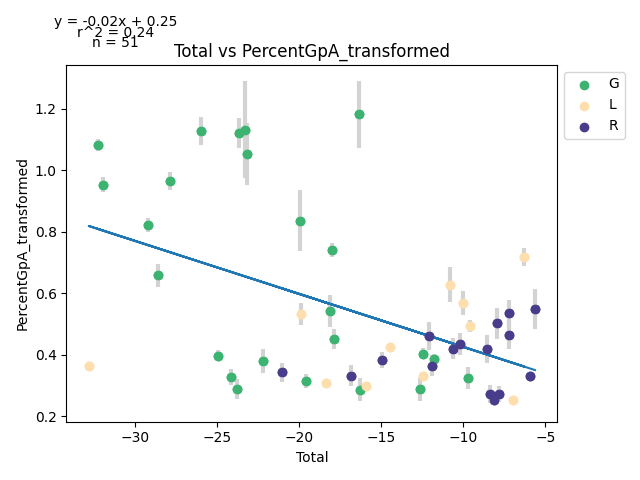 y = -0.02x + 0.25
r^2 = 0.24
n = 51
Total vs PercentGpA_transformed
G
L
R
PercentGpA_transformed
1.2
1.0
0.8
0.6
0.4
0.2
−30
−25
−20
−15
−10
−5
Total